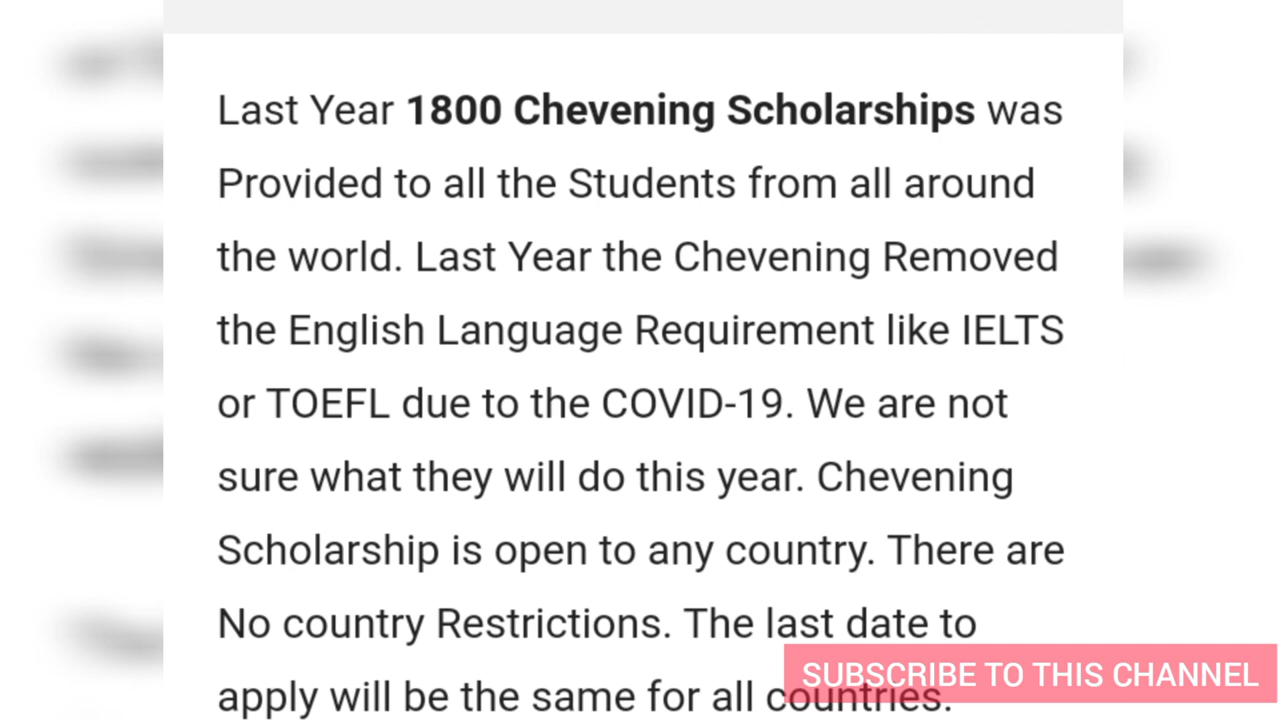 Last Year 1800 Chevening Scholarships was
Provided to all the Students from all around
the world. Last Year the Chevening Removed
the English Language Requirement like IELTS
or TOEFL due to the COVID-19. We are not
sure what they will do this year. Chevening
Scholarship is open to any country. There are
No country Restrictions. The last date to
apply will be the same for all countries.
SUBSCRIBE TO THIS CHANNEL